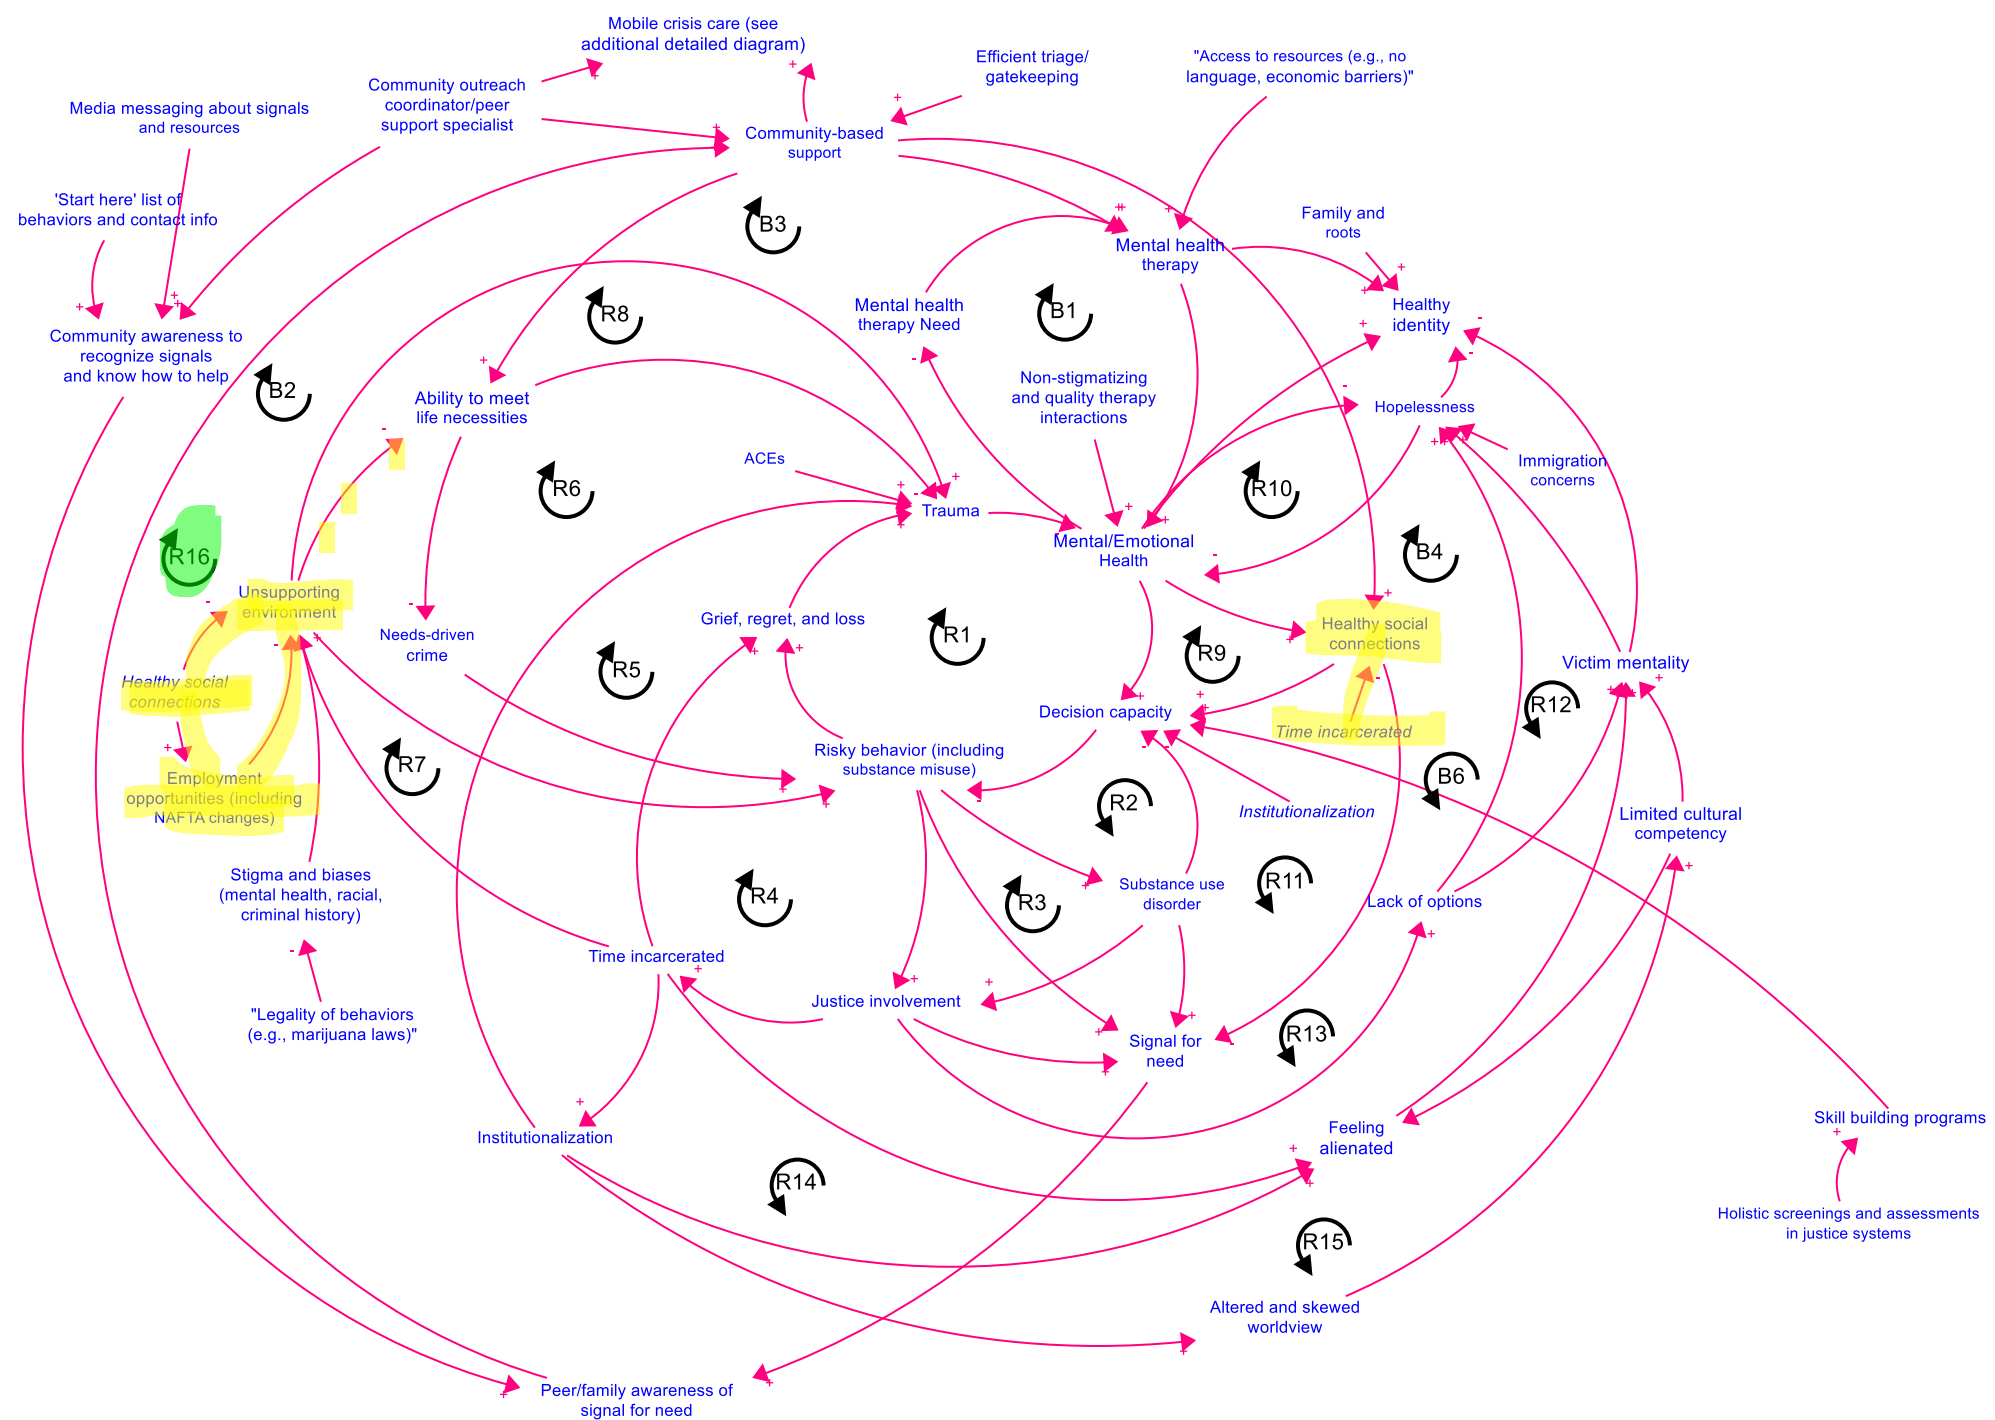 Mobile crisis care (see
additional detailed diagram)
Efficient triage/
gatekeeping
"Access to resources (e.g., no
language, economic barriers)"
Community outreach
coordinator/peer
support specialist
Media messaging about signals
and resources
Community-based
support
'Start here' list of
behaviors and contact info
B3
Family and
roots
Mental health
therapy
Mental health
therapy Need
B1
R8
Healthy
identity
Community awareness to
recognize signals
and know how to help
B2
Ability to meet
life necessities
Non-stigmatizing
and quality therapy
interactions
Hopelessness
ACEs
Immigration
concerns
R6
R10
Trauma
R16
Mental/Emotional
Health
B4
Unsupporting
environment
Needs-driven
crime
Grief, regret, and loss
R1
Healthy social
connections
R9
R5
Victim mentality
Healthy social
connections
Decision capacity
R12
Time incarcerated
R7
Risky behavior (including
substance misuse)
Employment
opportunities (including
NAFTA changes)
B6
R2
Institutionalization
Limited cultural
competency
Stigma and biases
(mental health, racial,
criminal history)
R4
R3
Substance use
disorder
R11
Lack of options
Time incarcerated
Justice involvement
"Legality of behaviors
(e.g., marijuana laws)"
Signal for
need
R13
Institutionalization
Feeling
alienated
Skill building programs
R14
Holistic screenings and assessments
in justice systems
R15
Altered and skewed
worldview
Peer/family awareness of
signal for need